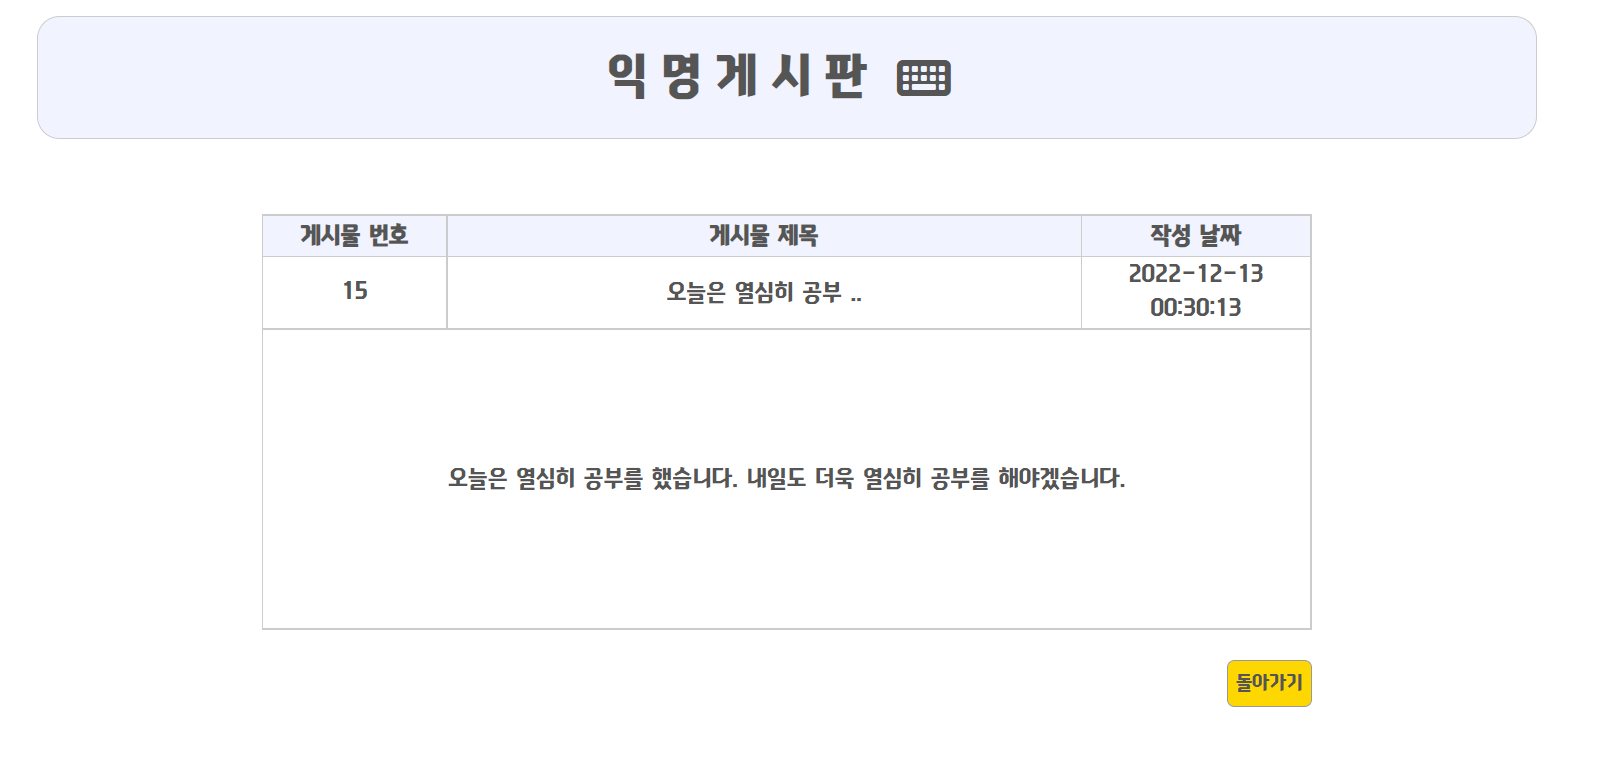 익명게시판
게시물 번호 게시물 제목 작성 날짜
15 오늘은 열심히 공부 .. 2022-12-13
00:30:13
오늘은 열심히 공부를 했습니다. 내일도 더욱 열심히 공부를 해야겠습니다.
돌아가기